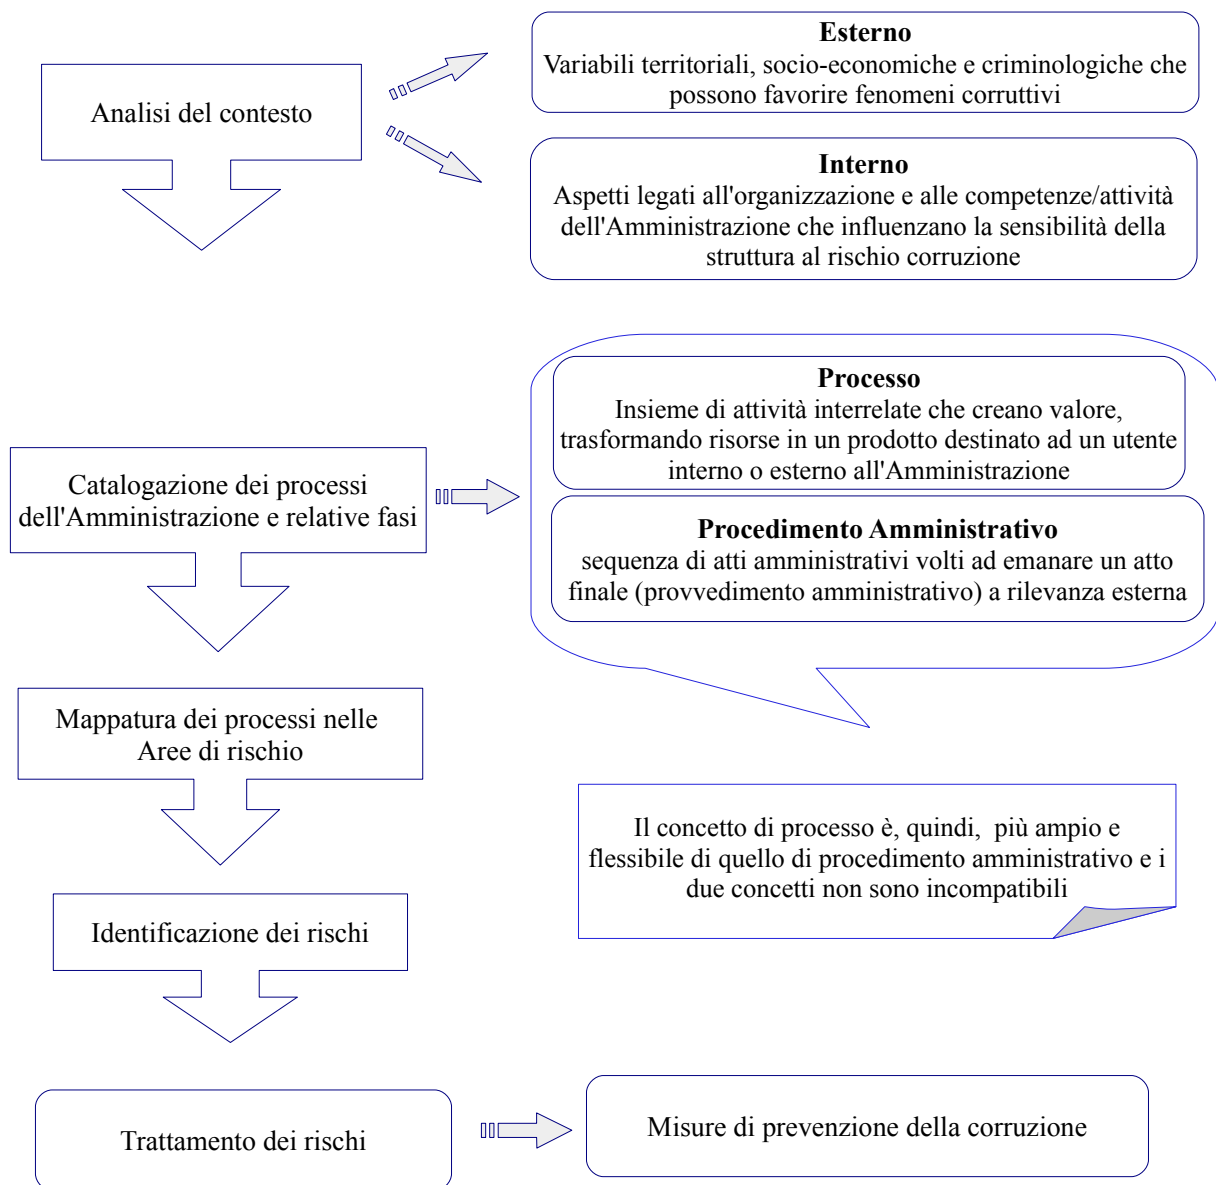 Analisi del contesto
Esterno
Variabili territoriali, socio-economiche e criminologiche che
possono favorire fenomeni corruttivi
Interno
Aspetti legati all'organizzazione e alle competenze/attività
dell'Amministrazione che influenzano la sensibilità della
struttura al rischio corruzione
Catalogazione dei processi
dell'Amministrazione e relative fasi
Processo
Insieme di attività interrelate che creano valore,
trasformando risorse in un prodotto destinato ad un utente
interno o esterno all'Amministrazione
Procedimento Amministrativo
sequenza di atti amministrativi volti ad emanare un atto
finale (provvedimento amministrativo) a rilevanza esterna
Mappatura dei processi nelle
Aree di rischio
Il concetto di processo è, quindi, più ampio e
flessibile di quello di procedimento amministrativo e i
due concetti non sono incompatibili
Identificazione dei rischi
Trattamento dei rischi
Misure di prevenzione della corruzione